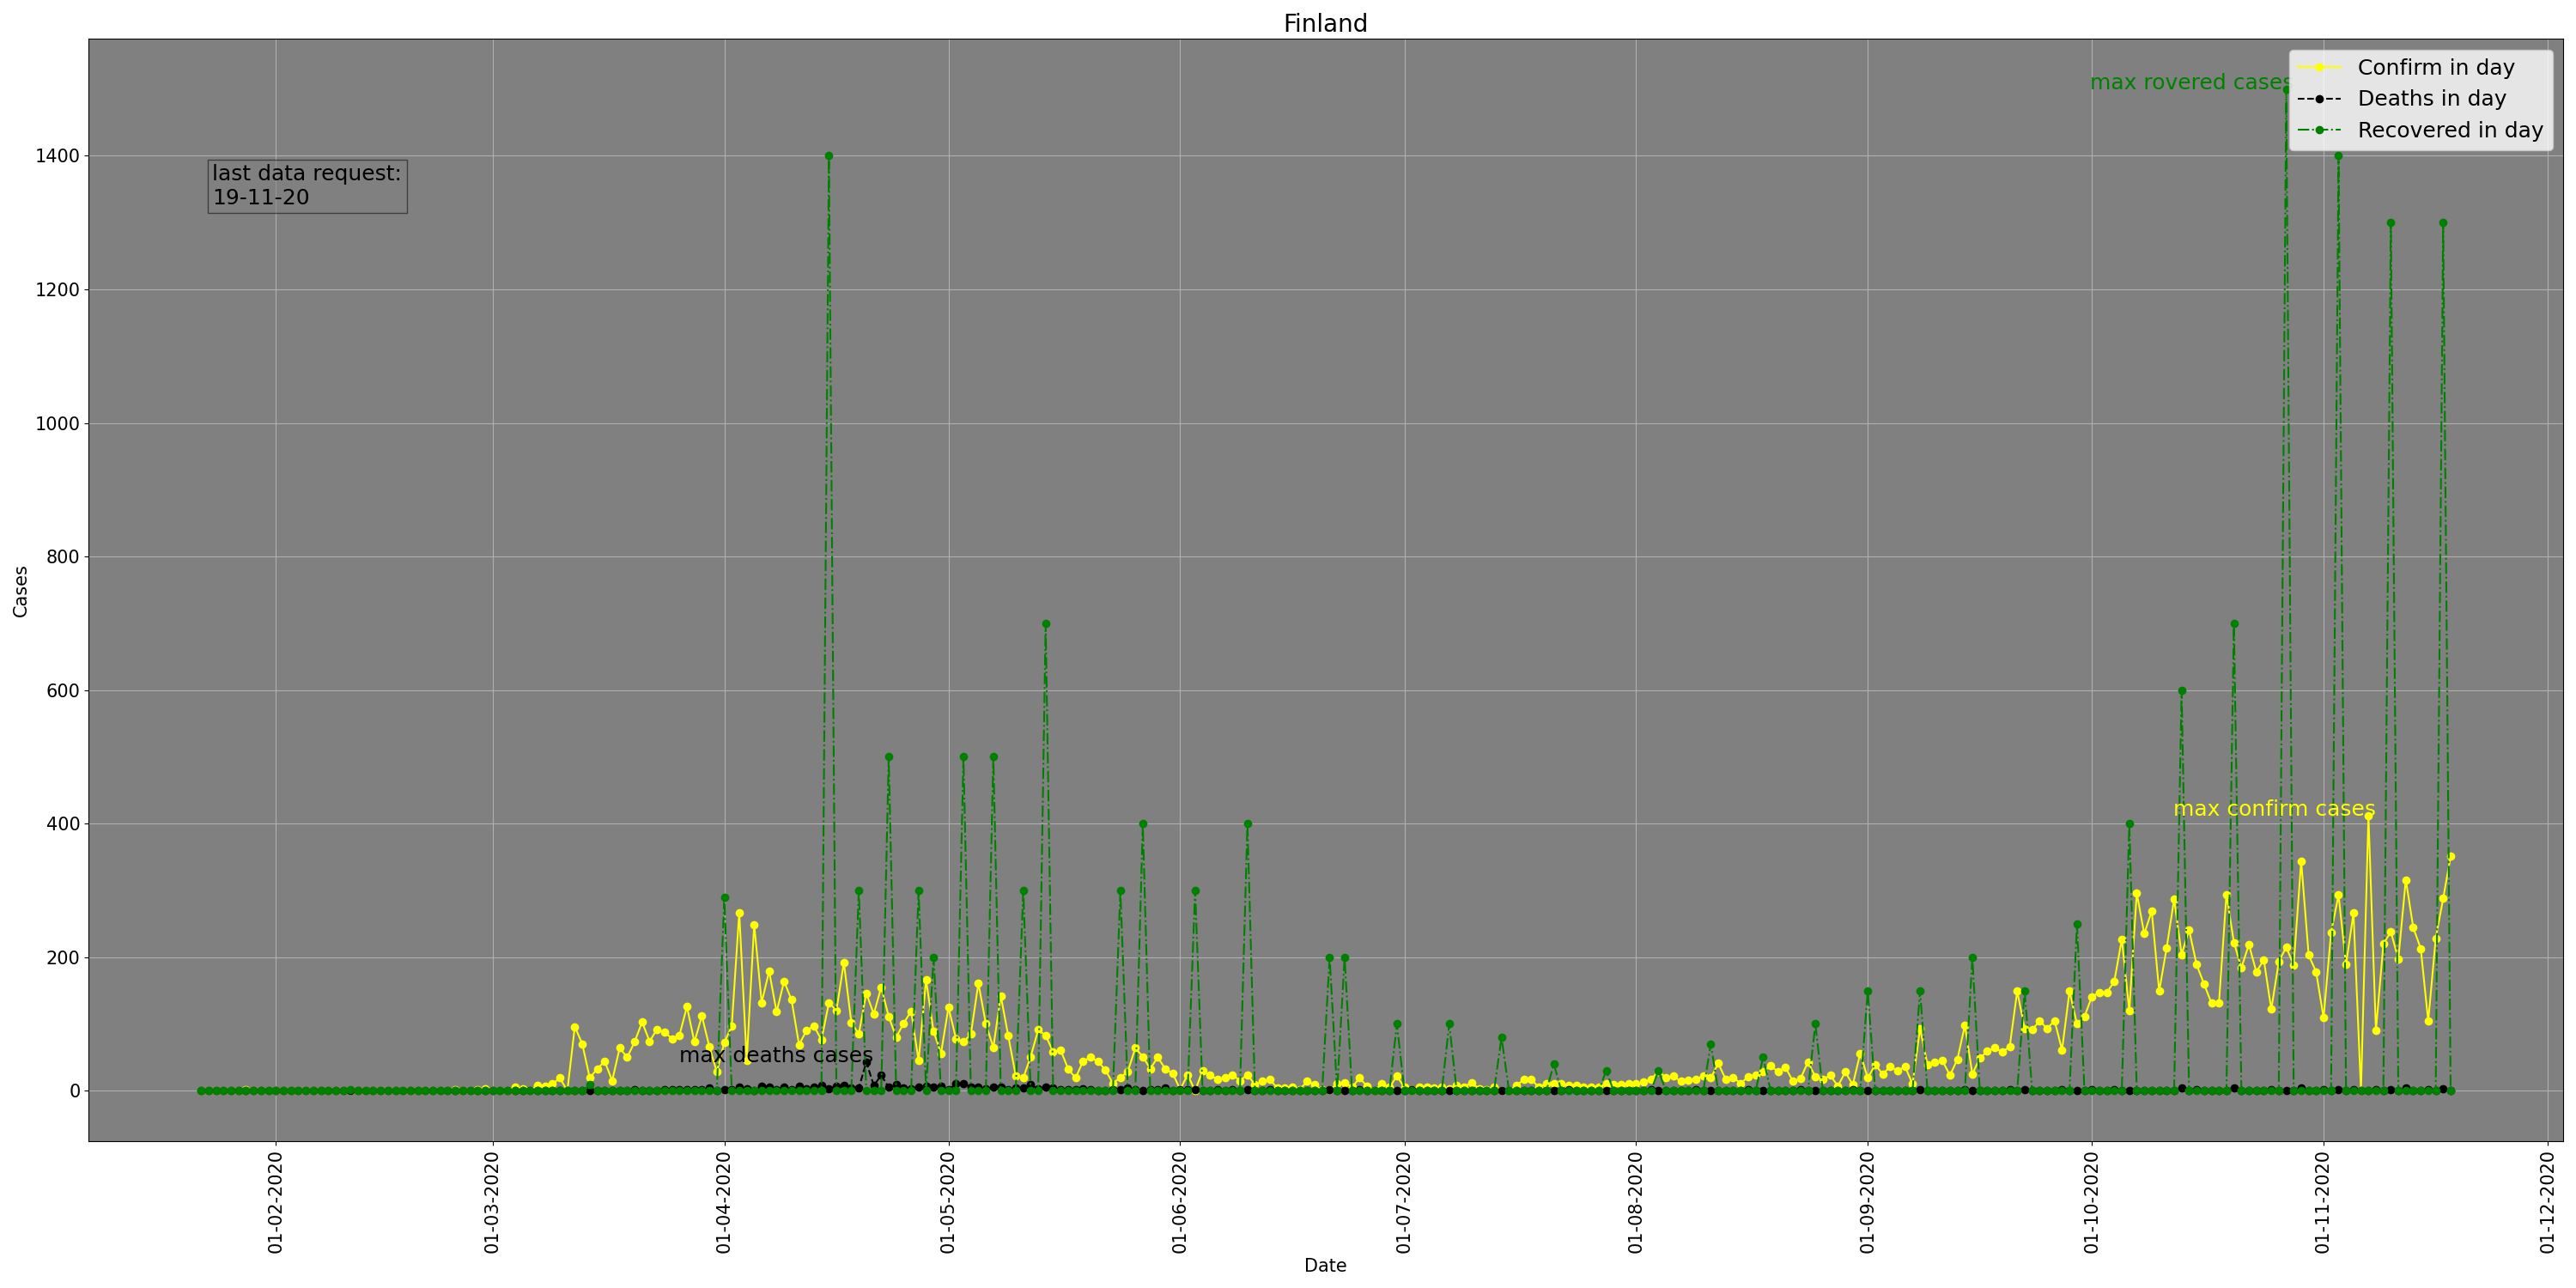 Finland
max rovered cases
Confirm in day
Deaths in day
Recovered in day
last data request:
19-11-20
1400
1200
1000
800
600
400
200
0
Cases
max confirm cases
max deaths cases
01-02-2020
01-03-2020
01-04-2020
01-05-2020
01-06-2020
01-07-2020
01-08-2020
01-09-2020
01-10-2020
01-11-2020
01-12-2020
Date